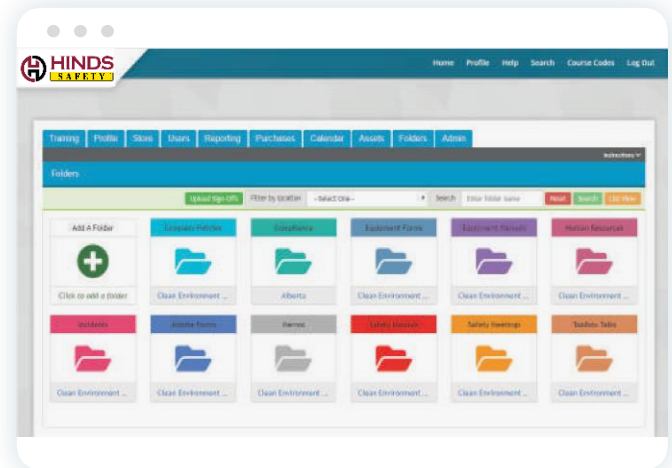 HINDS
SAFETY
Home Profile Help Search Course Codes Log Out
Training Profile Store Users Reporting Purchases Calendar Assets Folders Admin
Instructions
Folders
Upload Sign Offs Filter by location --Select One-- Search Enter folder name Reset Search List View
Add A Folder Company Policies Compliance Equipment Forms Equipment Manuals Human Resources
Click to add a folder Clean Environment ... Alberta Clean Environment ... Clean Environment ... Clean Environment ...
Incidents Forms Memos Safety Manuals Safety Meetings Toolbox Talks
Clean Environment ... Clean Environment ... Clean Environment ... Clean Environment ... Clean Environment ... Clean Environment ...